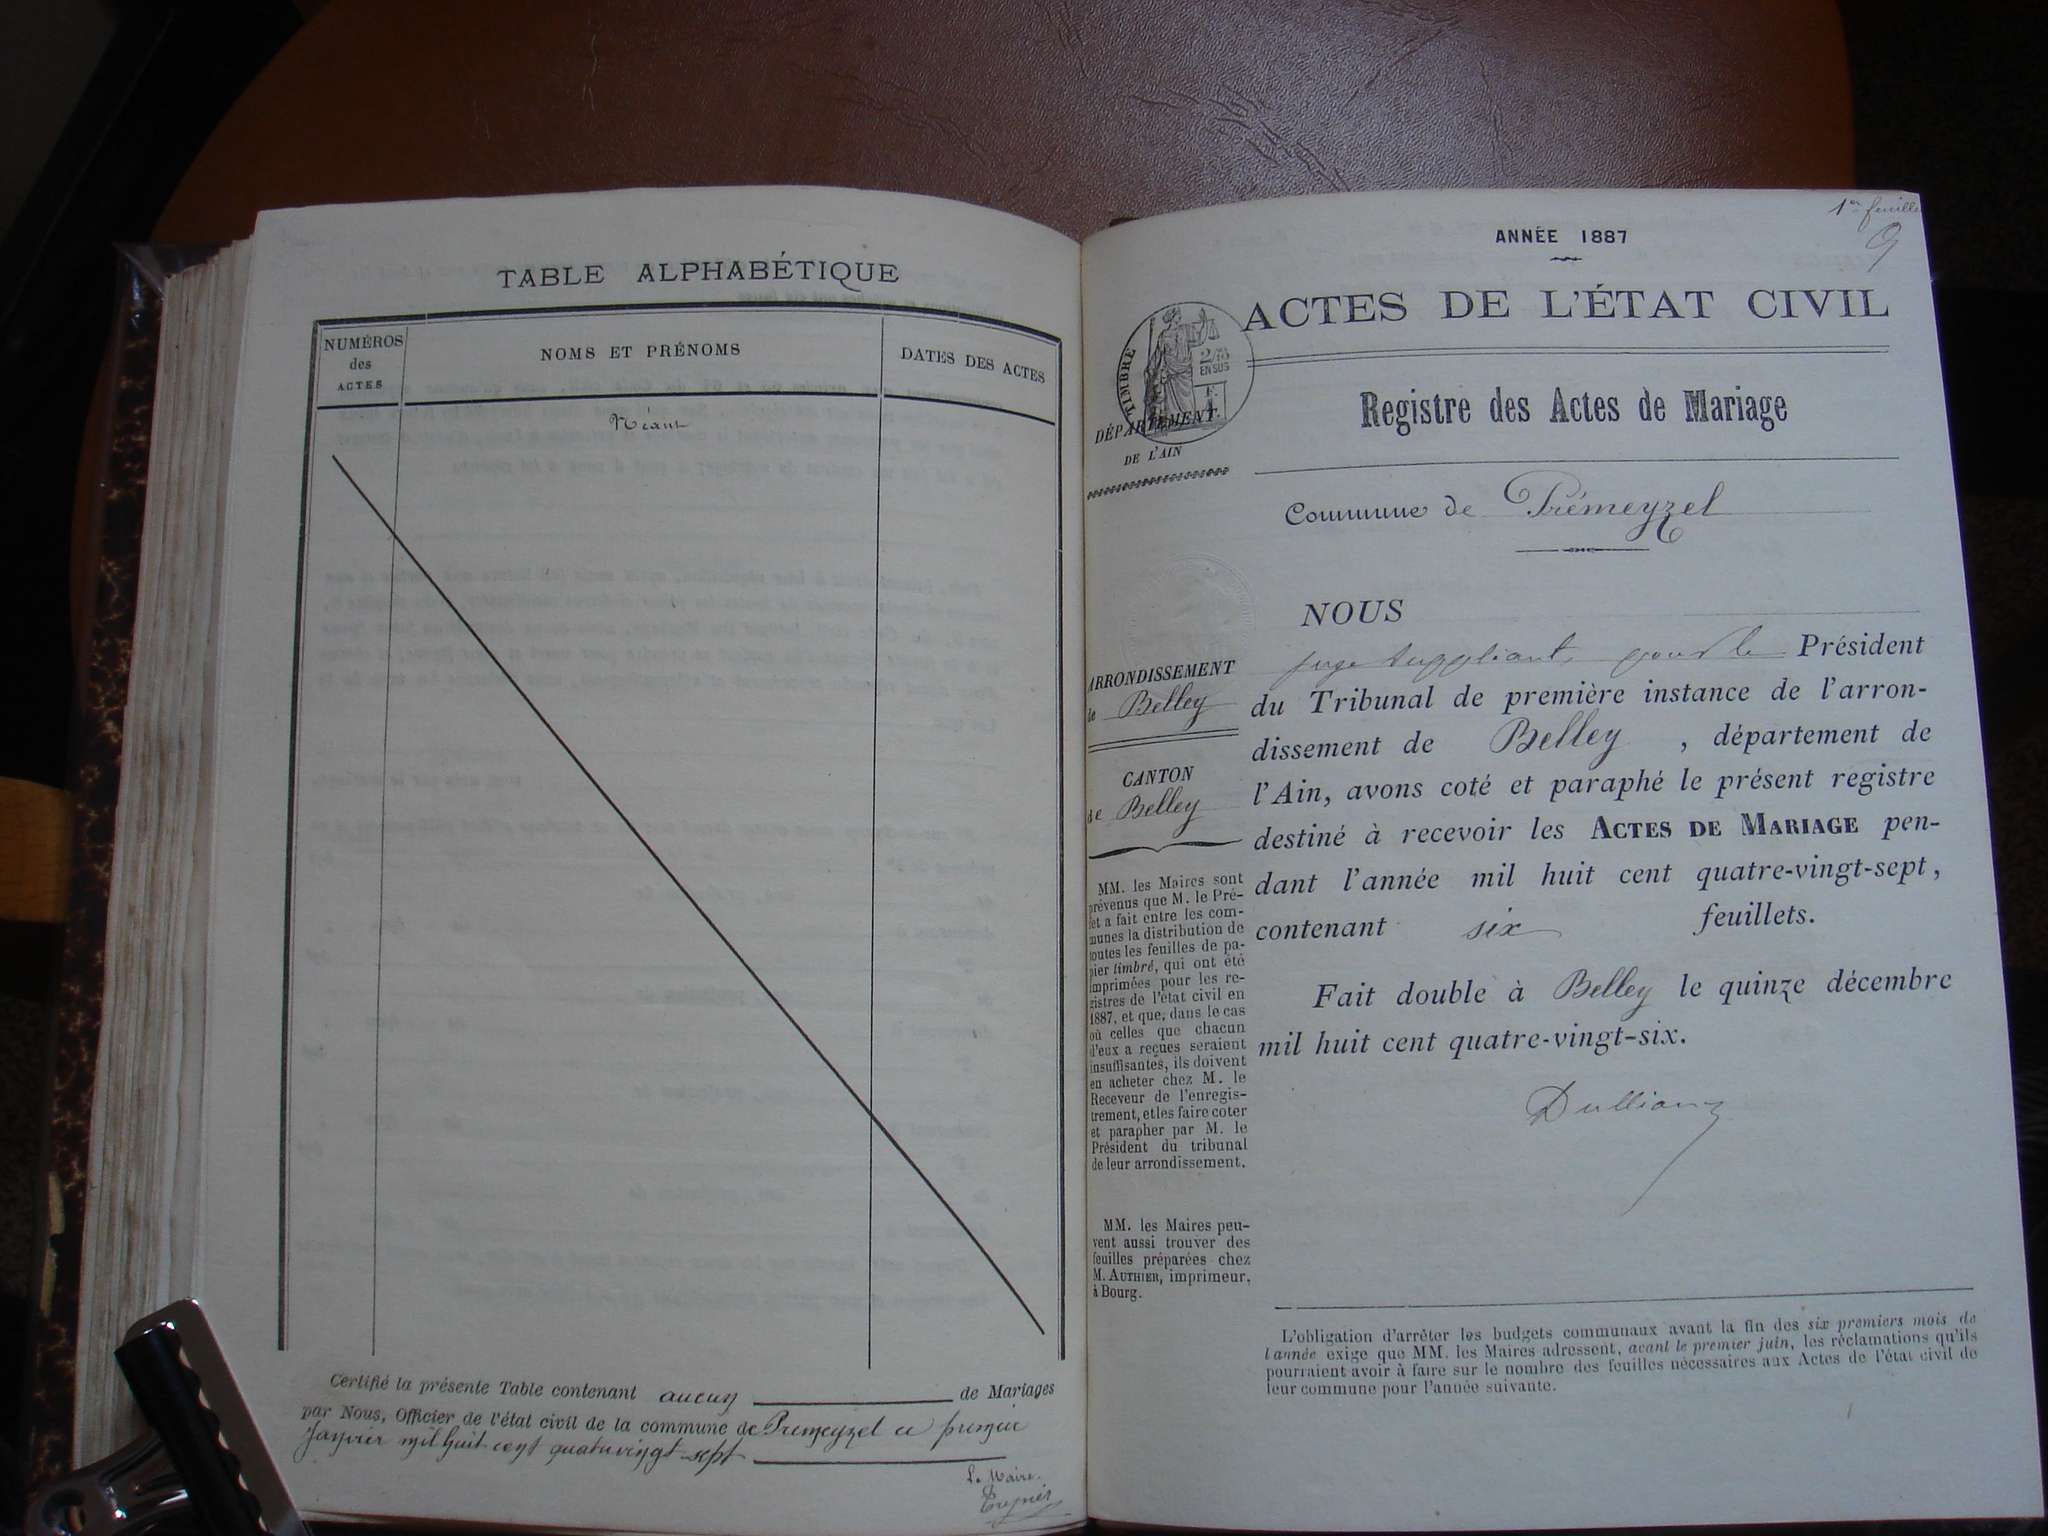 TABLE ALPHABÉTIQUE
NUMÉROS
des
ACTES
NOMS ET PRÉNOMS
DATES DES ACTES
Néant
Certifié la présente Table contenant aucun de Mariages
par Nous, Officier de l'état civil de la commune de Premeyzel ce premier
Janvier mil huit cent quatre vingt sept
Le Maire.
1er feuille
ANNÉE 1887
ACTES DE L'ÉTAT CIVIL
TIMBRE
2/10
EN SUS
DÉPARTEMENT
DE L'AIN
Registre des Actes de Mariage
Commune de Prémeyzel
ARRONDISSEMENT
de Belley
CANTON
de Belley
MM. les Maires sont
prévenus que M. le Pré-
fet a fait entre les com-
munes la distribution de
toutes les feuilles de pa-
pier timbré, qui ont été
imprimées pour les re-
gistres de l'état civil en
1887, et que, dans le cas
où celles que chacun
d'eux a reçues seraient
insuffisantes, ils doivent
en acheter chez M. le
Receveur de l'enregis-
trement, et les faire coter
et parapher par M. le
Président du tribunal
de leur arrondissement.
MM. les Maires peu-
vent aussi trouver des
feuilles préparées chez
M. AUTHIER, imprimeur,
à Bourg.
NOUS
juge suppléant, pour le Président
du Tribunal de première instance de l'arron-
dissement de Belley, département de
l'Ain, avons coté et paraphé le présent registre
destiné à recevoir les ACTES DE MARIAGE pen-
dant l'année mil huit cent quatre-vingt-sept,
contenant six feuillets.
Fait double à Belley le quinze décembre
mil huit cent quatre-vingt-six.
L'obligation d'arrêter les budgets communaux avant la fin des six premiers mois de
l'année exige que MM. les Maires adressent, avant le premier juin, les réclamations qu'ils
pourraient avoir à faire sur le nombre des feuilles nécessaires aux Actes de l'état civil de
leur commune pour l'année suivante.